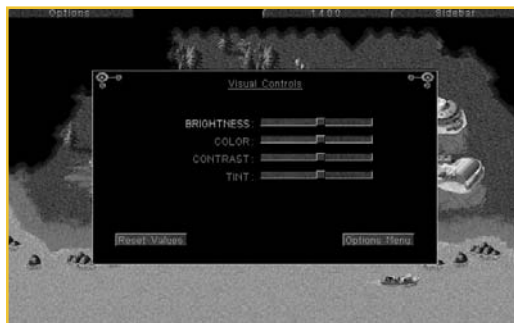 Options 1400 Sidebar
Visual Controls
BRIGHTNESS:
COLOR:
CONTRAST:
TINT:
Reset Values Options Menu